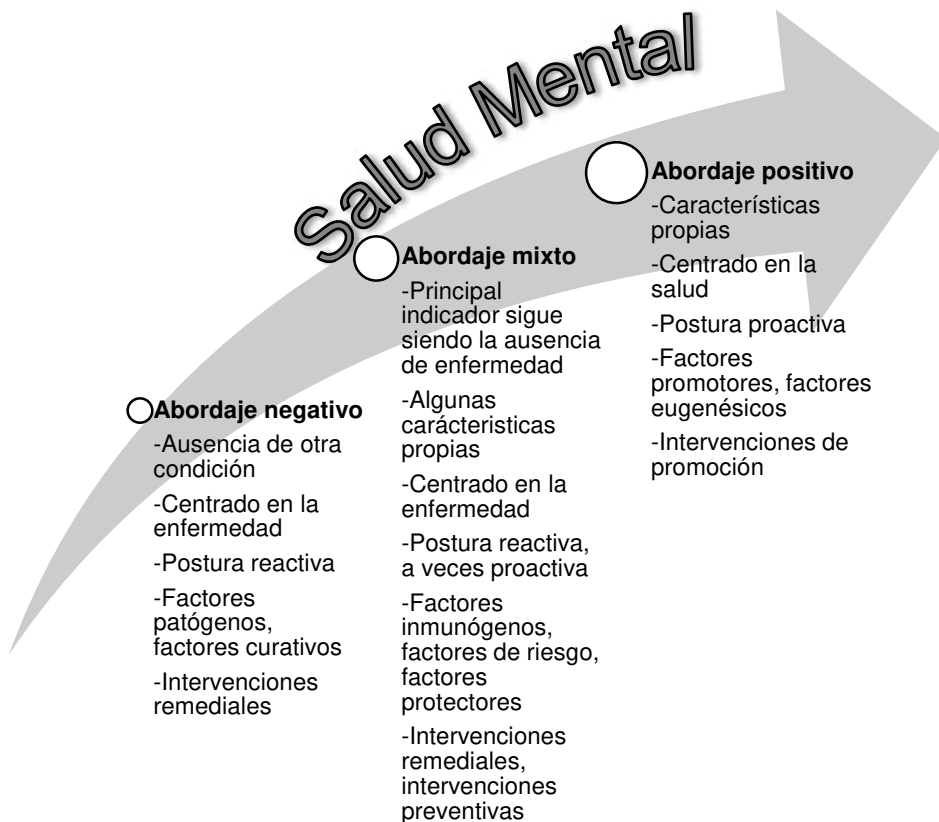 Salud Mental
Abordaje negativo
-Ausencia de otra
condición
-Centrado en la
enfermedad
-Postura reactiva
-Factores
patógenos,
factores curativos
-Intervenciones
remediales
Abordaje mixto
-Principal
indicador sigue
siendo la ausencia
de enfermedad
-Algunas
carácteristicas
propias
-Centrado en la
enfermedad
-Postura reactiva,
a veces proactiva
-Factores
inmunógenos,
factores de riesgo,
factores
protectores
-Intervenciones
remediales,
intervenciones
preventivas
Abordaje positivo
-Características
propias
-Centrado en la
salud
-Postura proactiva
-Factores
promotores, factores
eugenésicos
-Intervenciones de
promoción